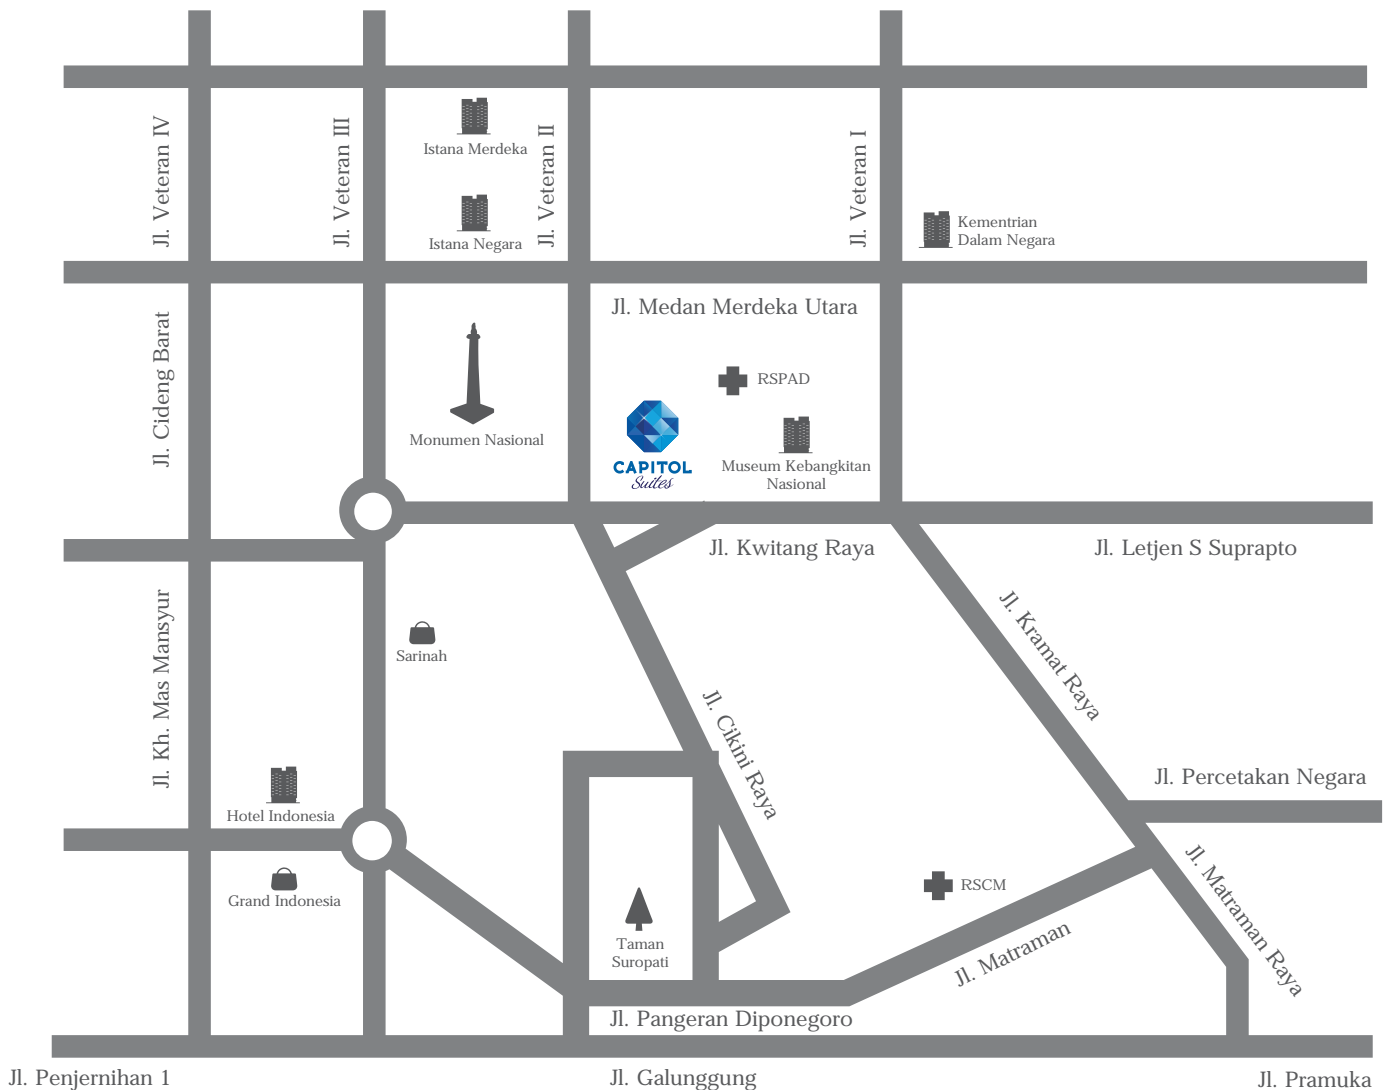 Jl. Veteran IV
Jl. Veteran III
Istana Merdeka
Istana Negara
Jl. Veteran II
Jl. Veteran I
Kementrian
Dalam Negara
Jl. Medan Merdeka Utara
Jl. Cideng Barat
Monumen Nasional
RSPAD
CAPITOL
Suites
Museum Kebangkitan
Nasional
Jl. Kwitang Raya
Jl. Letjen S Suprapto
Jl. Kh. Mas Mansyur
Sarinah
Jl. Kramat Raya
Jl. Cikini Raya
Jl. Percetakan Negara
Hotel Indonesia
Grand Indonesia
Taman
Suropati
RSCM
Jl. Matraman
Jl. Matraman Raya
Jl. Pangeran Diponegoro
Jl. Penjernihan 1
Jl. Galunggung
Jl. Pramuka